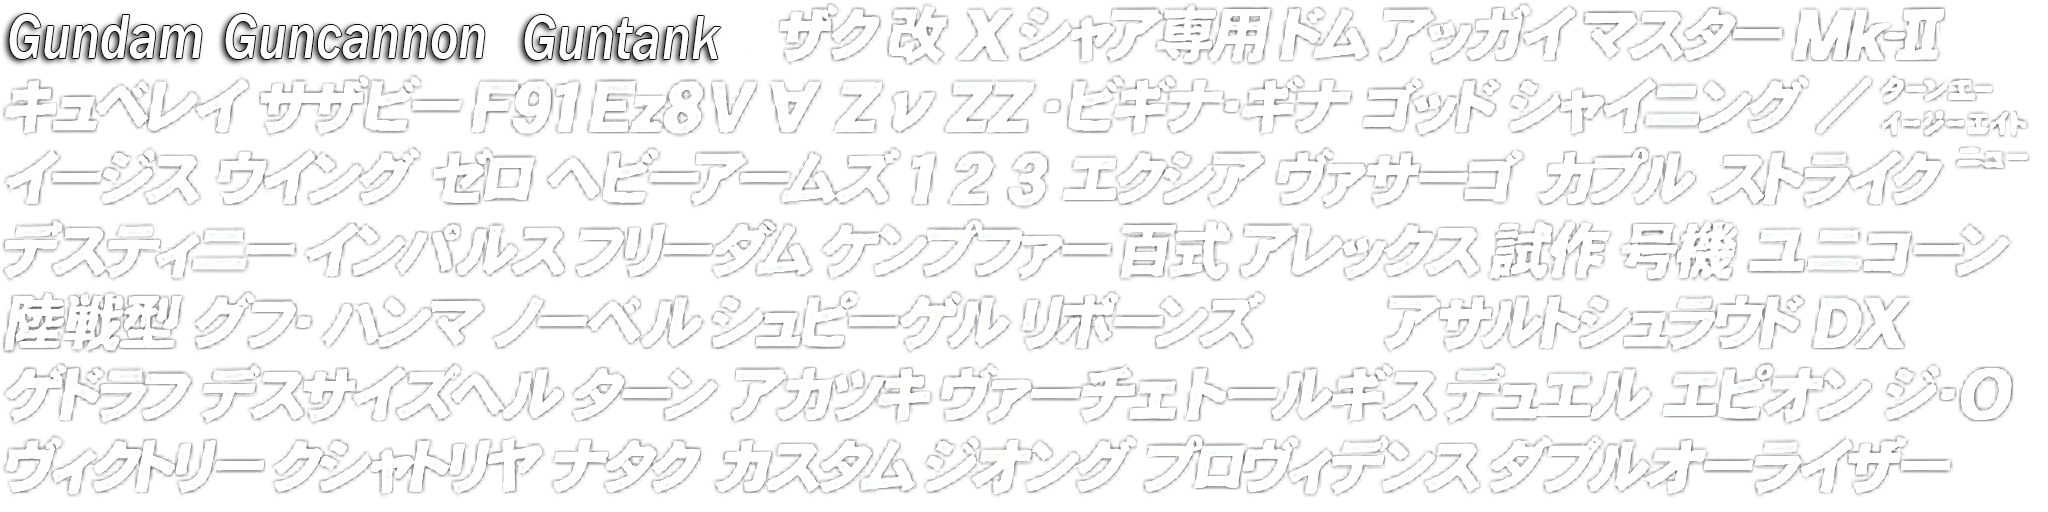 Gundam Guncannon Guntank ザク 改 X シャア専用 ドム アッガイ マスター Mk-II
キュベレイ サザビー F91 Ez8 V ∀ Z ν ZZ ・ビギナ・ギナ ゴッド シャイニング / ターンエー
イージーエイト
イージス ウイング ゼロ ヘビーアームズ 1 2 3 エクシア ヴァサーゴ カプル ストライク ニュー
デスティニー インパルス フリーダム ケンプファー 百式 アレックス 試作 号機 ユニコーン
陸戦型 グフ・ ハンマ ノーベル シュピーゲル リボーンズ アサルトシュラウド DX
ゲドラフ デスサイズヘル ターン アカツキ ヴァーチェ トールギス デュエル エピオン ジ・O
ヴィクトリー クシャトリヤ ナタク カスタム ジオング プロヴィデンス ダブルオーライザー